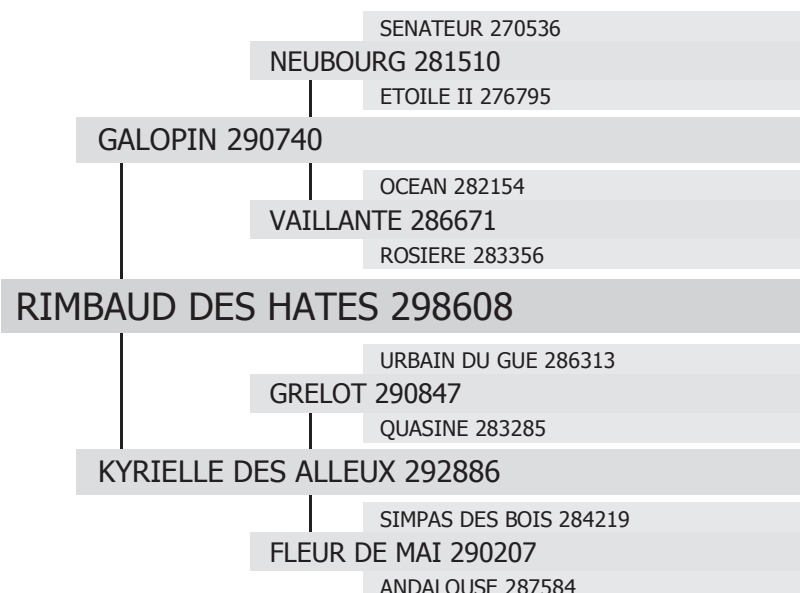 SENATEUR 270536
NEUBOURG 281510
ETOILE II 276795
GALOPIN 290740
OCEAN 282154
VAILLANTE 286671
ROSIERE 283356
RIMBAUD DES HATES 298608
URBAIN DU GUE 286313
GRELOT 290847
QUASINE 283285
KYRIELLE DES ALLEUX 292886
SIMPAS DES BOIS 284219
FLEUR DE MAI 290207
ANDALOUSE 287584